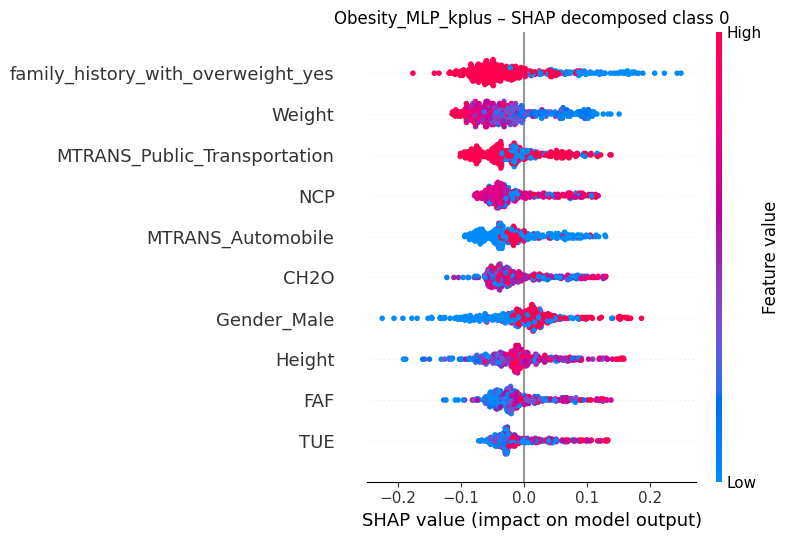 Obesity_MLP_kplus – SHAP decomposed class 0
High
family_history_with_overweight_yes
Weight
MTRANS_Public_Transportation
NCP
MTRANS_Automobile
CH2O
Gender_Male
Height
FAF
TUE
Feature value
Low
−0.2 −0.1 0.0 0.1 0.2
SHAP value (impact on model output)